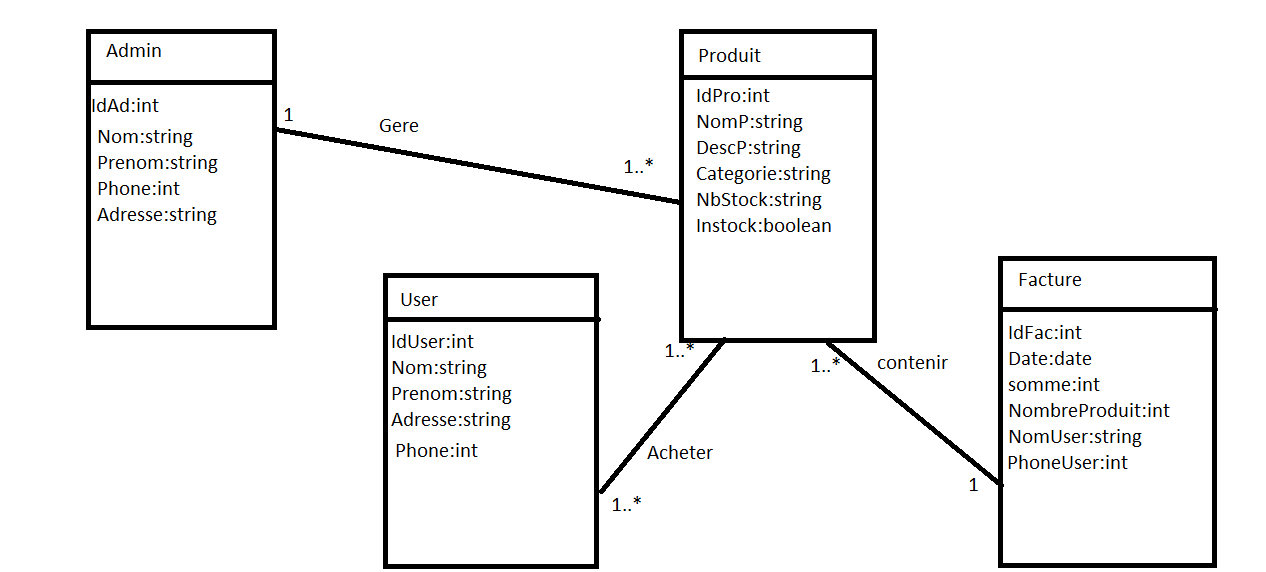 Admin
IdAd:int
Nom:string
Prenom:string
Phone:int
Adresse:string
1
Gere
1..*
Produit
IdPro:int
NomP:string
DescP:string
Categorie:string
NbStock:string
Instock:boolean
User
IdUser:int
Nom:string
Prenom:string
Adresse:string
Phone:int
1..*
Acheter
1..*
1..*
contenir
1
Facture
IdFac:int
Date:date
somme:int
NombreProduit:int
NomUser:string
PhoneUser:int